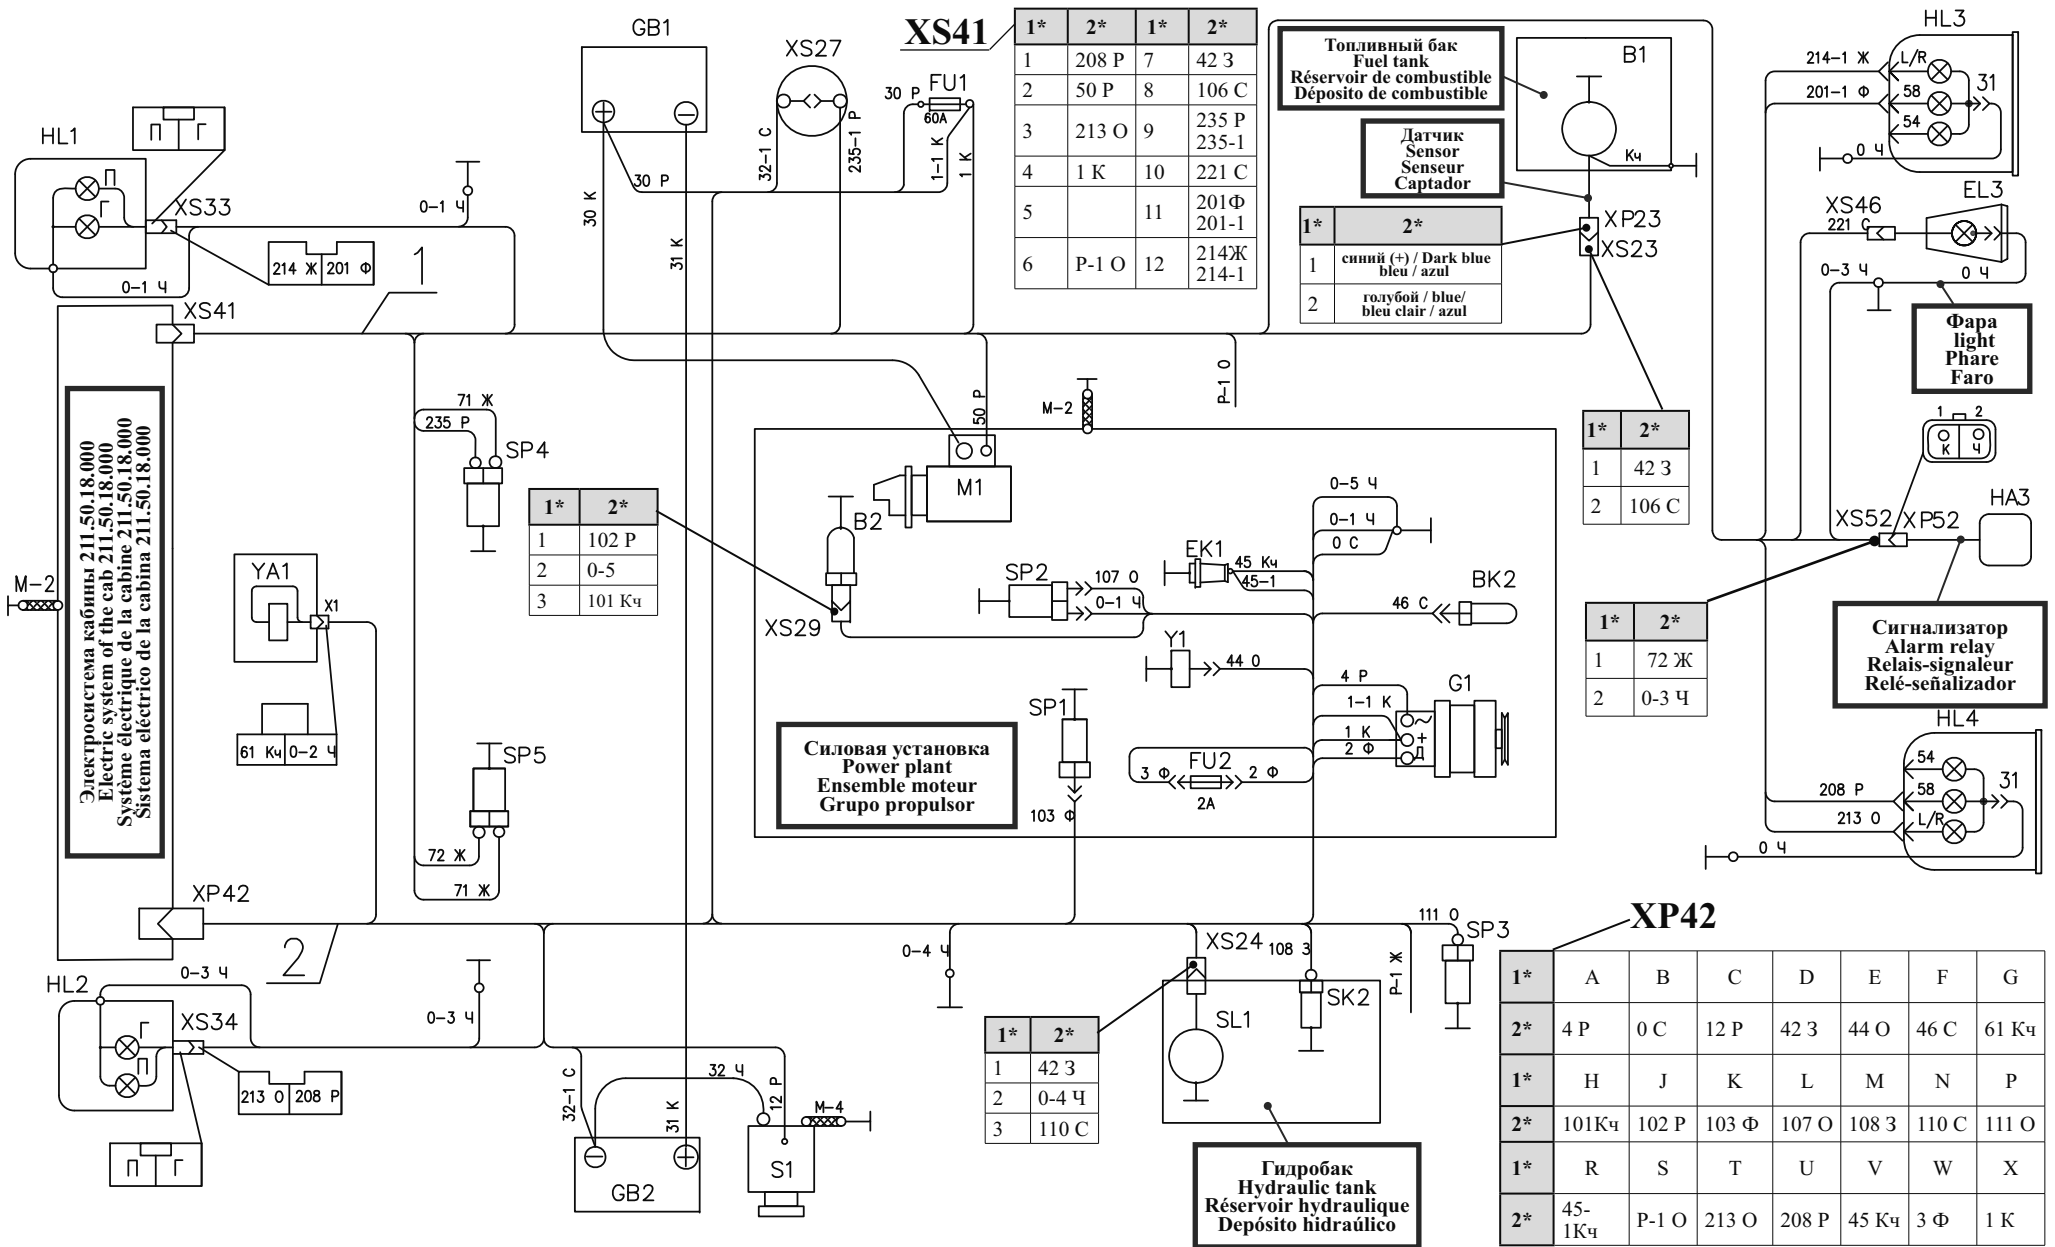 GB1
XS27
XS41
1* 2* 1* 2*
1 208 Р 7 42 З
2 50 Р 8 106 С
3 213 О 9 235 Р 235-1
4 1 К 10 221 С
5 11 201Ф 201-1
6 Р-1 О 12 214Ж 214-1
FU1
30 Р
60А
1-1 К
1 К
32-1 С
235-1 Р
30 Р
30 К
31 К
Топливный бак
Fuel tank
Réservoir de combustible
Déposito de combustible
B1
Кч
Датчик
Sensor
Senseur
Captador
XP23
XS23
1* 2*
1 синий (+) / Dark blue
bleu / azul
2 голубой / blue/
bleu clair / azul
HL3
214-1 Ж
L/R
201-1 Ф
58
54
31
0 Ч
XS46
221 С
EL3
0-3 Ч
0 Ч
Фара
light
Phare
Faro
HL1
П Г
П
Г
XS33
0-1 Ч
214 Ж 201 Ф
0-1 Ч
1
XS41
Электросистема кабины 211.50.18.000
Electric system of the cab 211.50.18.000
Système électrique de la cabine 211.50.18.000
Sistema eléctrico de la cabina 211.50.18.000
M-2
71 Ж
235 Р
SP4
YA1
X1
61 Кч 0-2 Ч
SP5
72 Ж
71 Ж
XP42
2
1* 2*
1 102 Р
2 0-5
3 101 Кч
M-2
50 Р
Р-1 О
M1
B2
XS29
SP2
107 О
0-1 Ч
EK1
45 Кч
45-1
0-5 Ч
0-1 Ч
0 С
46 С
BK2
Y1
44 О
4 Р
1-1 К
1 К
2 Ф
G1
~
+
Д
SP1
103 Ф
3 Ф
FU2
2 Ф
2А
Силовая установка
Power plant
Ensemble moteur
Grupo propulsor
1* 2*
1 42 З
2 106 С
1 2
К Ч
XS52
XP52
HA3
1* 2*
1 72 Ж
2 0-3 Ч
Сигнализатор
Alarm relay
Relais-signaleur
Relé-señalizador
HL4
54
208 Р
58
31
213 О
L/R
0 Ч
HL2
0-3 Ч
Г
П
XS34
0-3 Ч
213 О 208 Р
П Г
32-1 С
32 Ч
31 К
12 Р
M-4
GB2
S1
0-4 Ч
XS24
108 З
Р-1 Ж
111 О
SP3
SL1
SK2
1* 2*
1 42 З
2 0-4 Ч
3 110 С
Гидробак
Hydraulic tank
Réservoir hydraulique
Depósito hidraúlico
XP42
1* A B C D E F G
2* 4 Р 0 С 12 Р 42 З 44 О 46 С 61 Кч
1* H J K L M N P
2* 101Кч 102 Р 103 Ф 107 О 108 З 110 С 111 О
1* R S T U V W X
2* 45-1Кч Р-1 О 213 О 208 Р 45 Кч 3 Ф 1 К